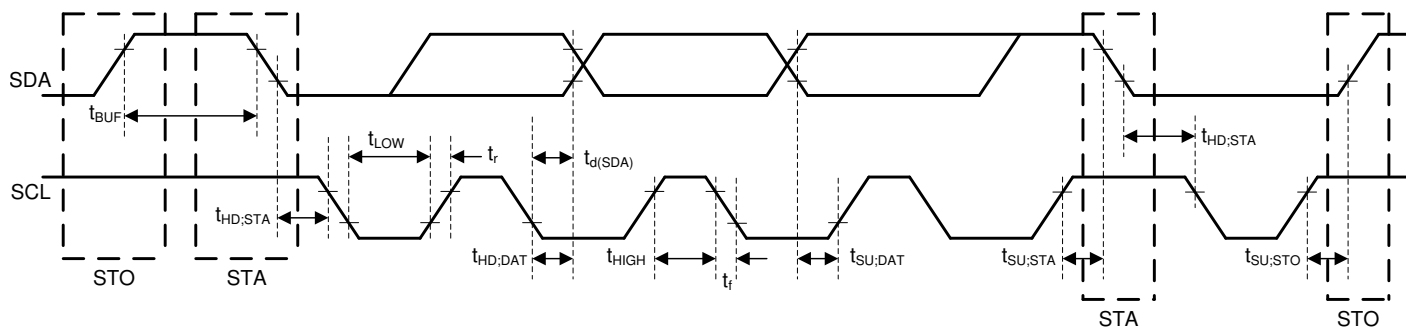 SDA
tBUF
tLOW
tr
td(SDA)
tHD;STA
SCL
tHD;STA
tHD;DAT
tHIGH
tf
tSU;DAT
tSU;STA
tSU;STO
STO
STA
STA
STO